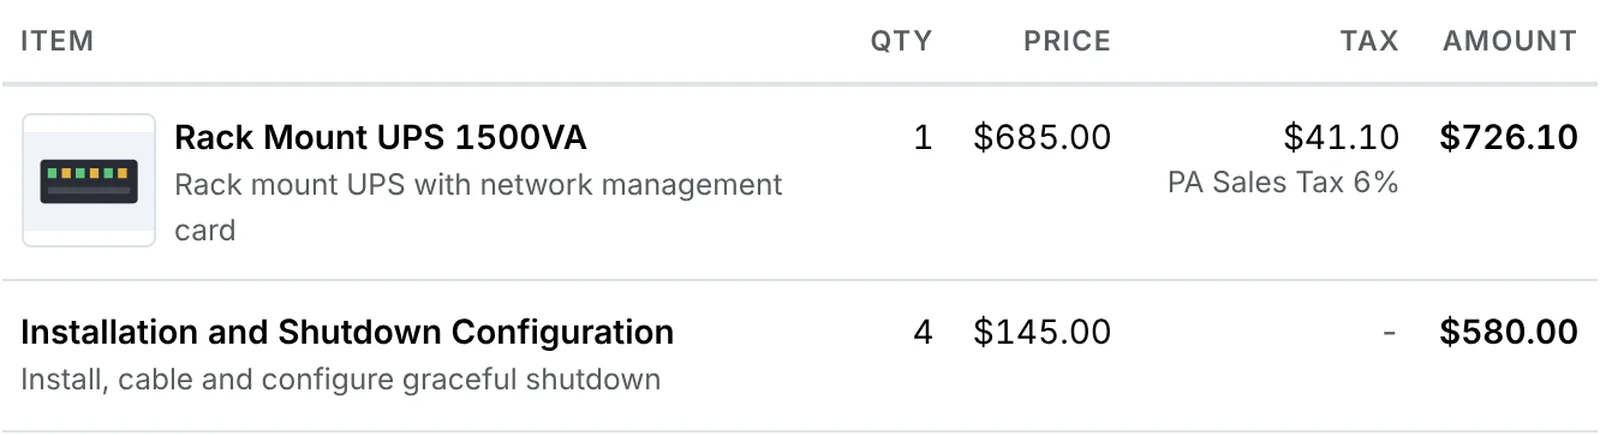 ITEM QTY PRICE TAX AMOUNT
Rack Mount UPS 1500VA 1 $685.00 $41.10 $726.10
Rack mount UPS with network management PA Sales Tax 6%
card
Installation and Shutdown Configuration 4 $145.00 - $580.00
Install, cable and configure graceful shutdown